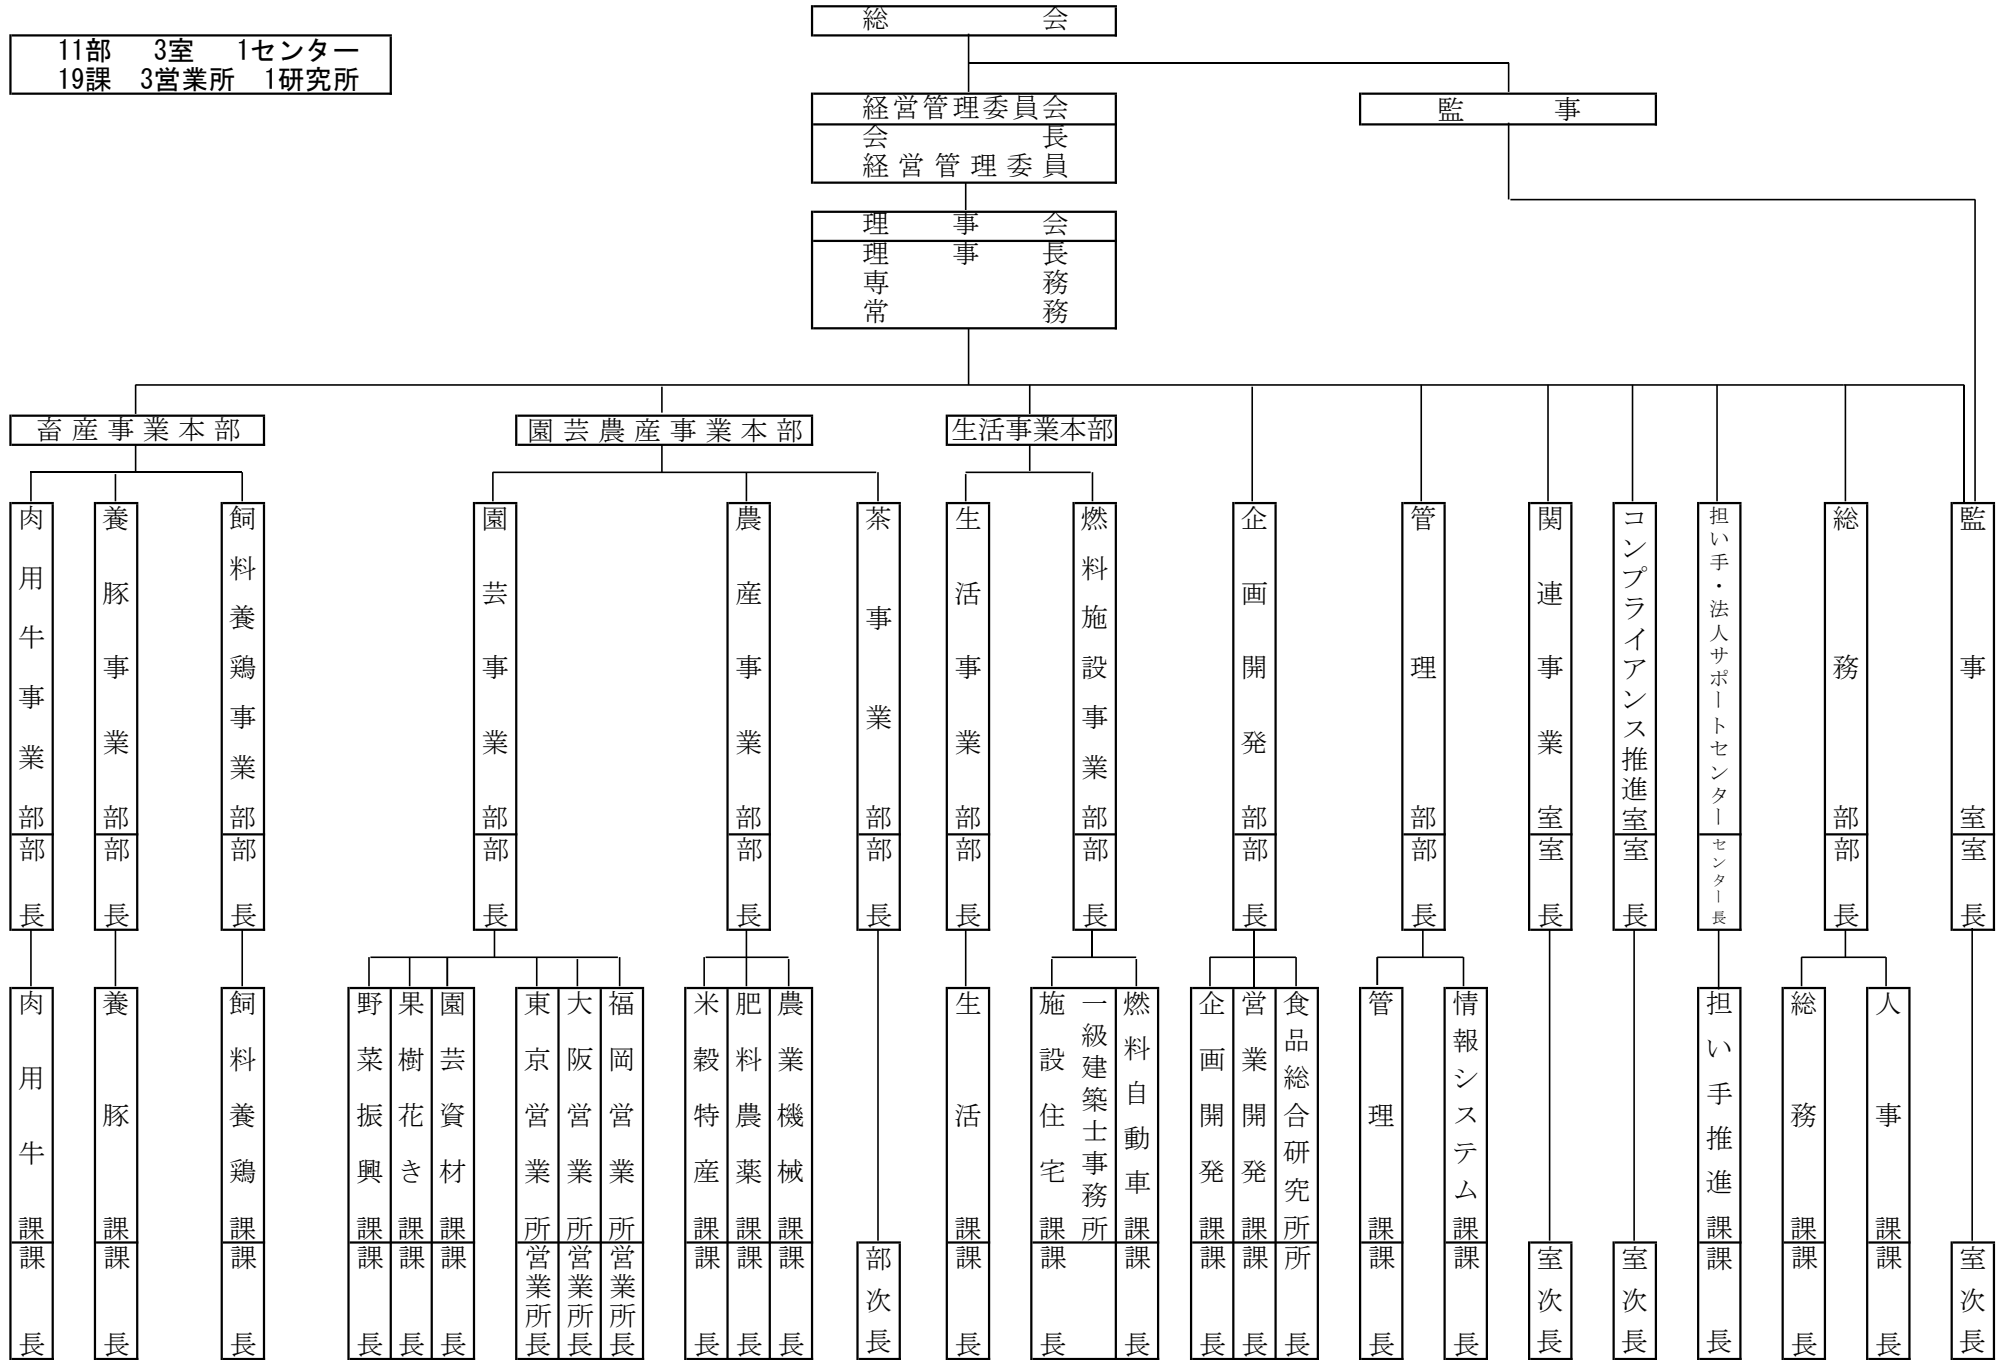 総会
11部 3室 1センター
19課 3営業所 1研究所
経営管理委員会
会長
経営管理委員
監事
理事会
理事長
専務
常務
畜産事業本部
園芸農産事業本部
生活事業本部
肉用牛事業部
養豚事業部
飼料養鶏事業部
園芸事業部
農産事業部
茶事業部
生活事業部
燃料施設事業部
企画開発部
管理部
関連事業室
コンプライアンス推進室
担い手・法人サポートセンター
総務部
監事室
部長
部長
部長
部長
部長
部長
部長
部長
部長
部長
室長
室長
センター長
部長
室長
肉用牛課
養豚課
飼料養鶏課
野菜振興課
果樹花き課
園芸資材課
東京営業所
大阪営業所
福岡営業所
米穀特産課
肥料農薬課
農業機械課
生活課
施設住宅課
一級建築士事務所
燃料自動車課
企画開発課
営業開発課
食品総合研究所
管理課
情報システム課
担い手推進課
総務課
人事課
課長
課長
課長
課長
課長
課長
営業所長
営業所長
営業所長
課長
課長
課長
部次長
課長
課長
課長
課長
課長
所長
課長
課長
室次長
室次長
課長
課長
課長
室次長